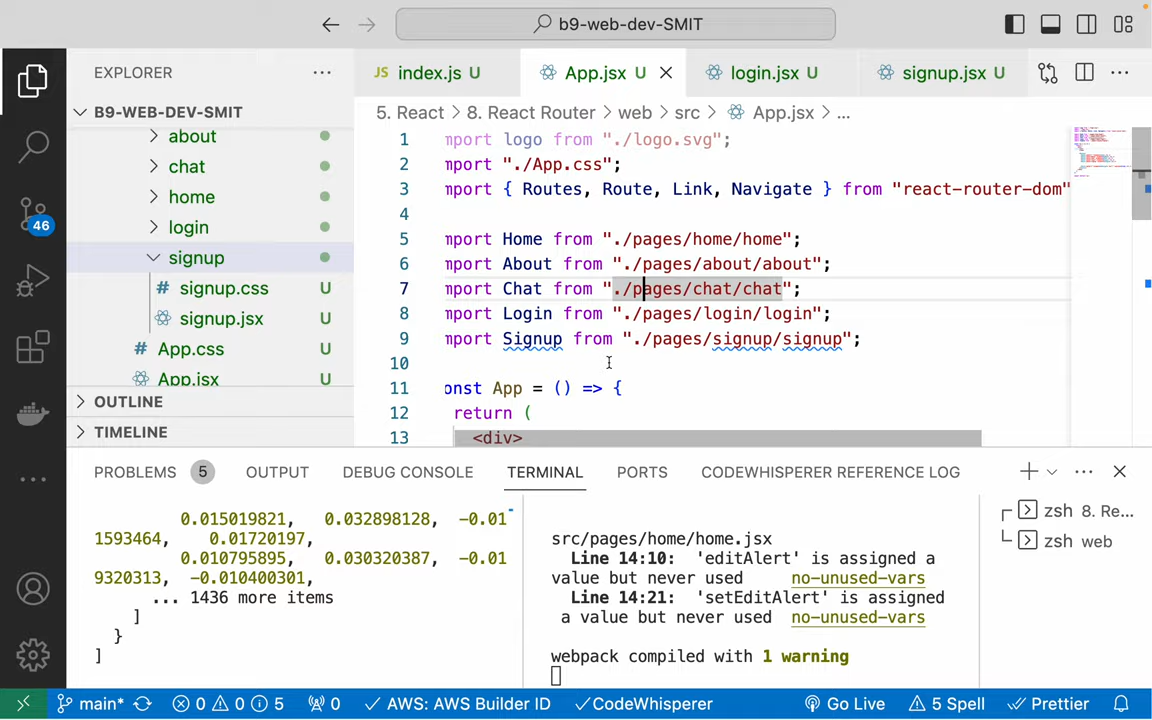 b9-web-dev-SMIT
EXPLORER
B9-WEB-DEV-SMIT
about
chat
home
login
signup
# signup.css U
signup.jsx U
# App.css U
App.jsx U
OUTLINE
TIMELINE
46
JS index.js U
App.jsx U
login.jsx U
signup.jsx U
5. React > 8. React Router > web > src > App.jsx > ...
1 mport logo from "./logo.svg";
2 mport "./App.css";
3 mport { Routes, Route, Link, Navigate } from "react-router-dom"
4
5 mport Home from "./pages/home/home";
6 mport About from "./pages/about/about";
7 mport Chat from "./pages/chat/chat";
8 mport Login from "./pages/login/login";
9 mport Signup from "./pages/signup/signup";
10
11 onst App = () => {
12 return (
13 <div>
PROBLEMS 5 OUTPUT DEBUG CONSOLE TERMINAL PORTS CODEWHISPERER REFERENCE LOG
0.015019821, 0.032898128, -0.01
1593464, 0.01720197,
0.010795895, 0.030320387, -0.01
9320313, -0.010400301,
... 1436 more items
]
}
]
src/pages/home/home.jsx
Line 14:10: 'editAlert' is assigned a
value but never used no-unused-vars
Line 14:21: 'setEditAlert' is assigned
a value but never used no-unused-vars
webpack compiled with 1 warning
zsh 8. Re...
zsh web
main* 0 0 5 0 AWS: AWS Builder ID CodeWhisperer Go Live 5 Spell Prettier